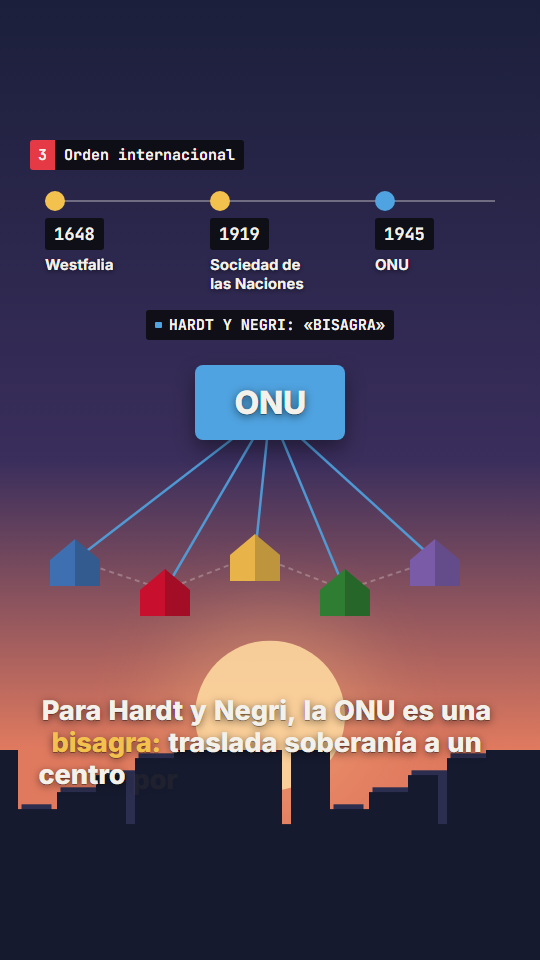 3 Orden internacional
1648
Westfalia
1919
Sociedad de
las Naciones
1945
ONU
HARDT Y NEGRI: «BISAGRA»
ONU
Para Hardt y Negri, la ONU es una
bisagra: traslada soberanía a un
centro por